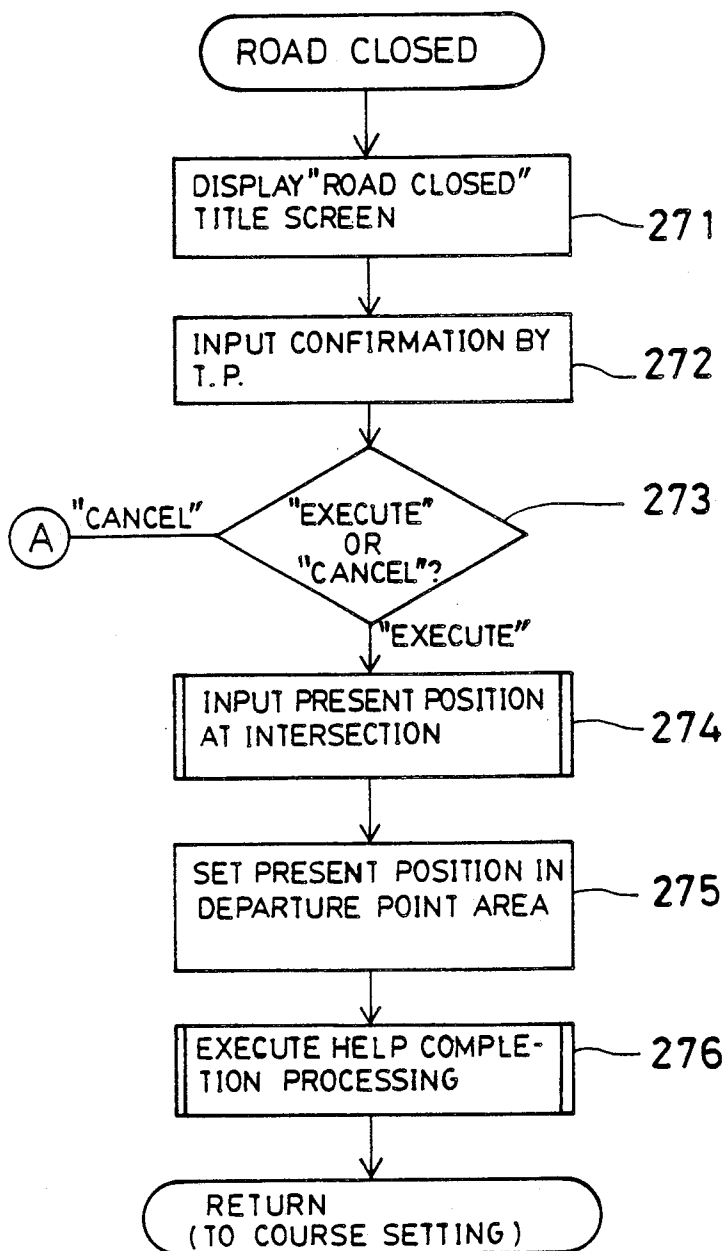 ROAD CLOSED
DISPLAY "ROAD CLOSED"
TITLE SCREEN
271
INPUT CONFIRMATION BY
T.P.
272
"CANCEL"
A
"EXECUTE"
OR
"CANCEL"?
273
"EXECUTE"
INPUT PRESENT POSITION
AT INTERSECTION
274
SET PRESENT POSITION IN
DEPARTURE POINT AREA
275
EXECUTE HELP COMPLE-
TION PROCESSING
276
RETURN
(TO COURSE SETTING)